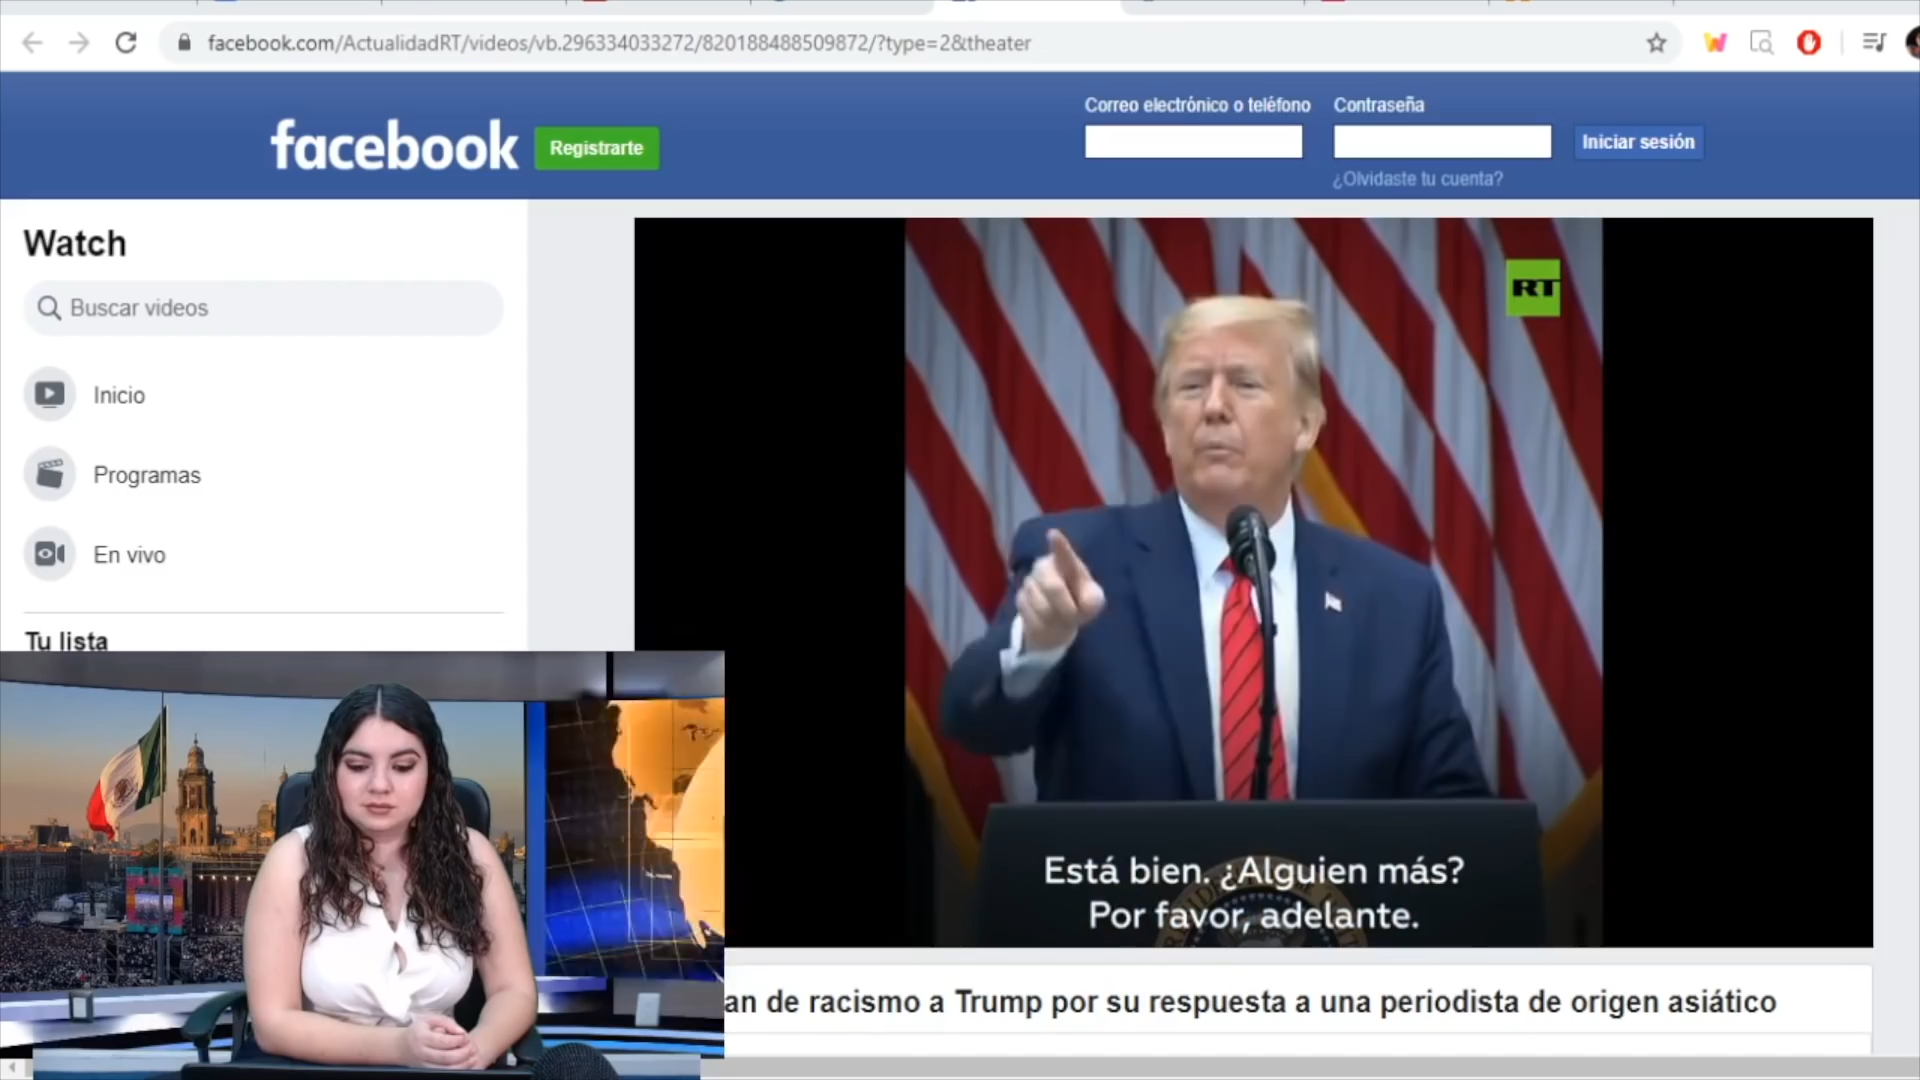 facebook.com/ActualidadRT/videos/vb.296334033272/820188488509872/?type=2&theater
facebook
Registrarte
Correo electrónico o teléfono
Contraseña
Iniciar sesión
¿Olvidaste tu cuenta?
Watch
Buscar videos
Inicio
Programas
En vivo
Tu lista
RT
Está bien. ¿Alguien más?
Por favor, adelante.
an de racismo a Trump por su respuesta a una periodista de origen asiático